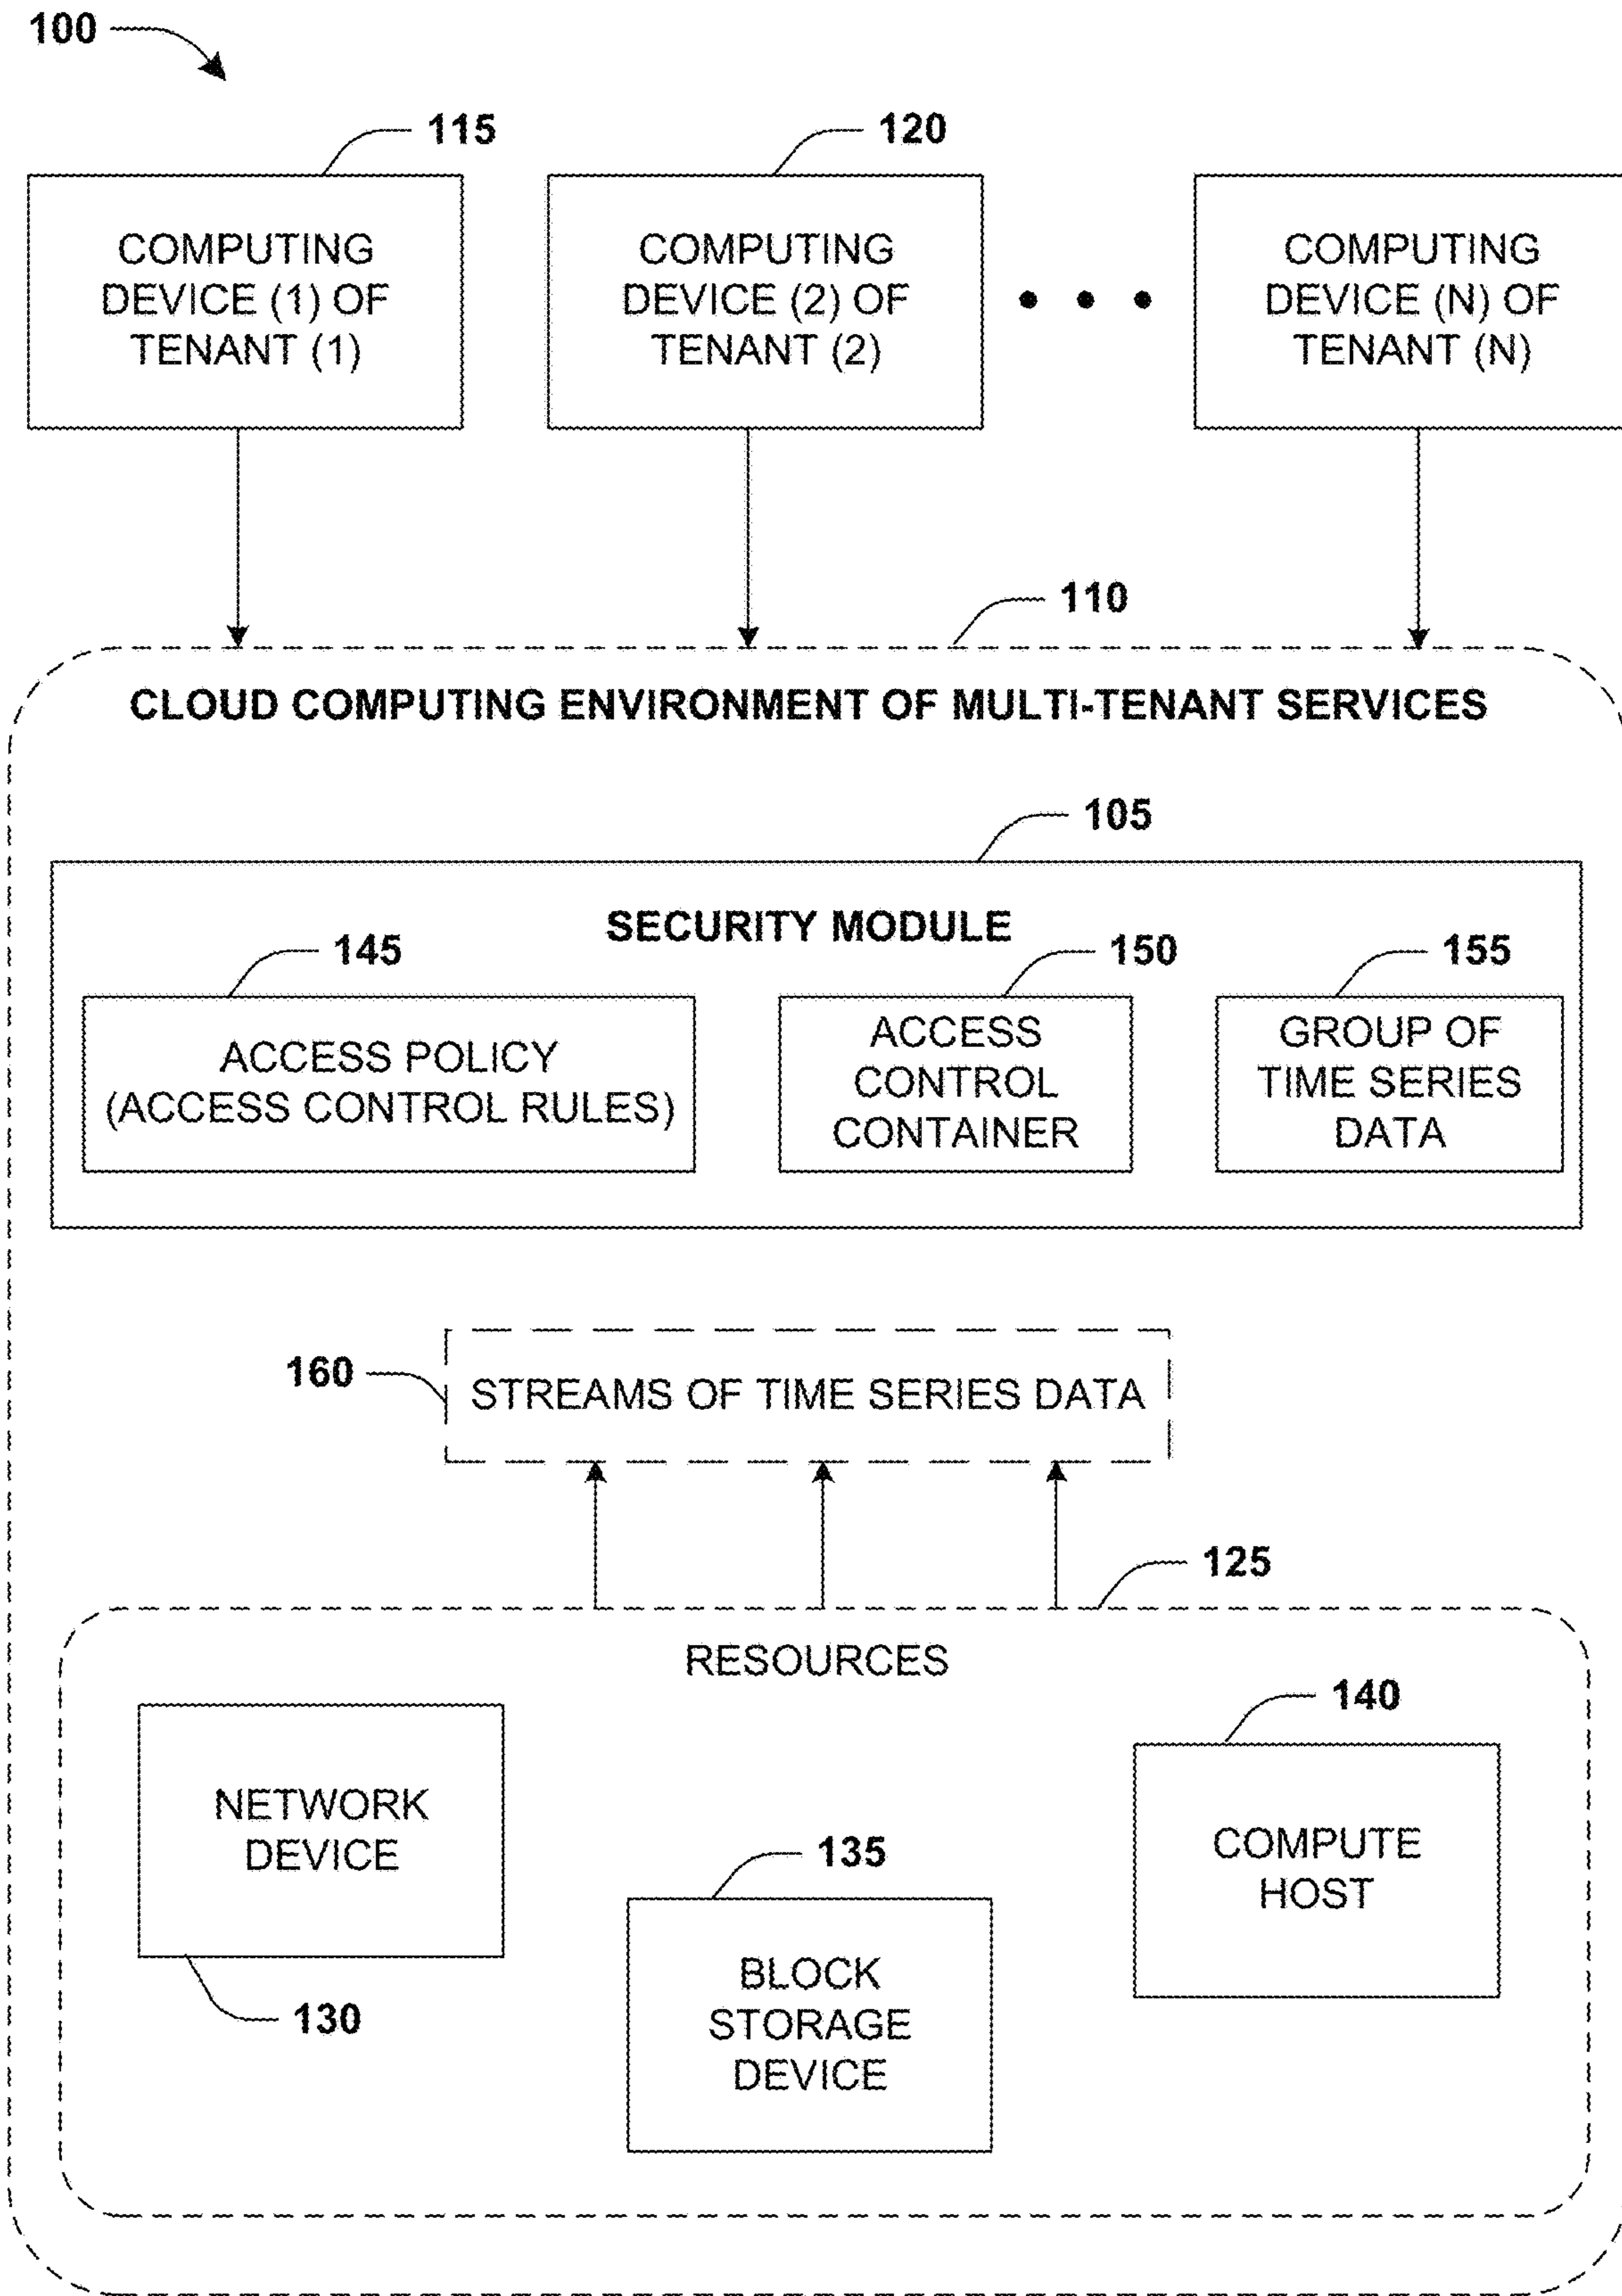 100
115
120
COMPUTING
DEVICE (1) OF
TENANT (1)
COMPUTING
DEVICE (2) OF
TENANT (2)
COMPUTING
DEVICE (N) OF
TENANT (N)
110
CLOUD COMPUTING ENVIRONMENT OF MULTI-TENANT SERVICES
105
SECURITY MODULE
145
150
155
ACCESS POLICY
(ACCESS CONTROL RULES)
ACCESS
CONTROL
CONTAINER
GROUP OF
TIME SERIES
DATA
160
STREAMS OF TIME SERIES DATA
125
RESOURCES
140
NETWORK
DEVICE
130
135
BLOCK
STORAGE
DEVICE
COMPUTE
HOST